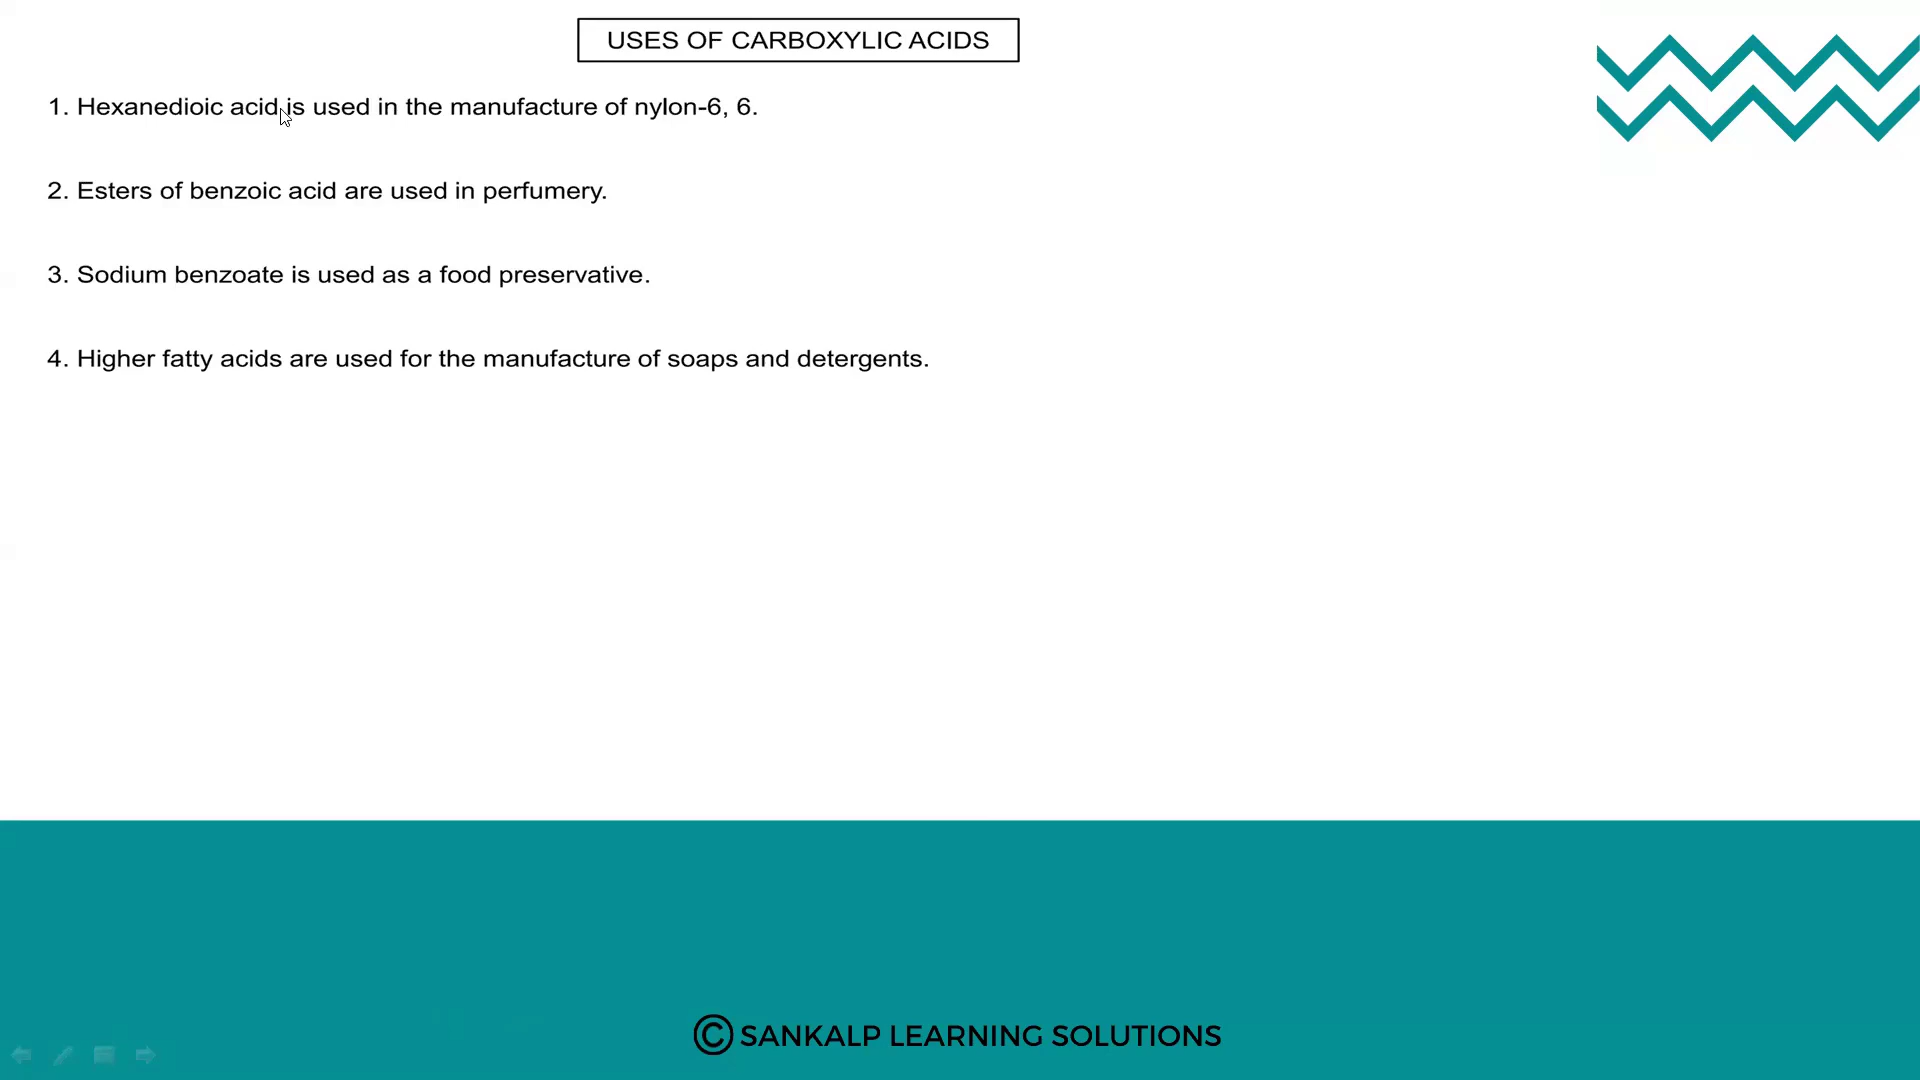 USES OF CARBOXYLIC ACIDS
1. Hexanedioic acid is used in the manufacture of nylon-6, 6.
2. Esters of benzoic acid are used in perfumery.
3. Sodium benzoate is used as a food preservative.
4. Higher fatty acids are used for the manufacture of soaps and detergents.
© SANKALP LEARNING SOLUTIONS